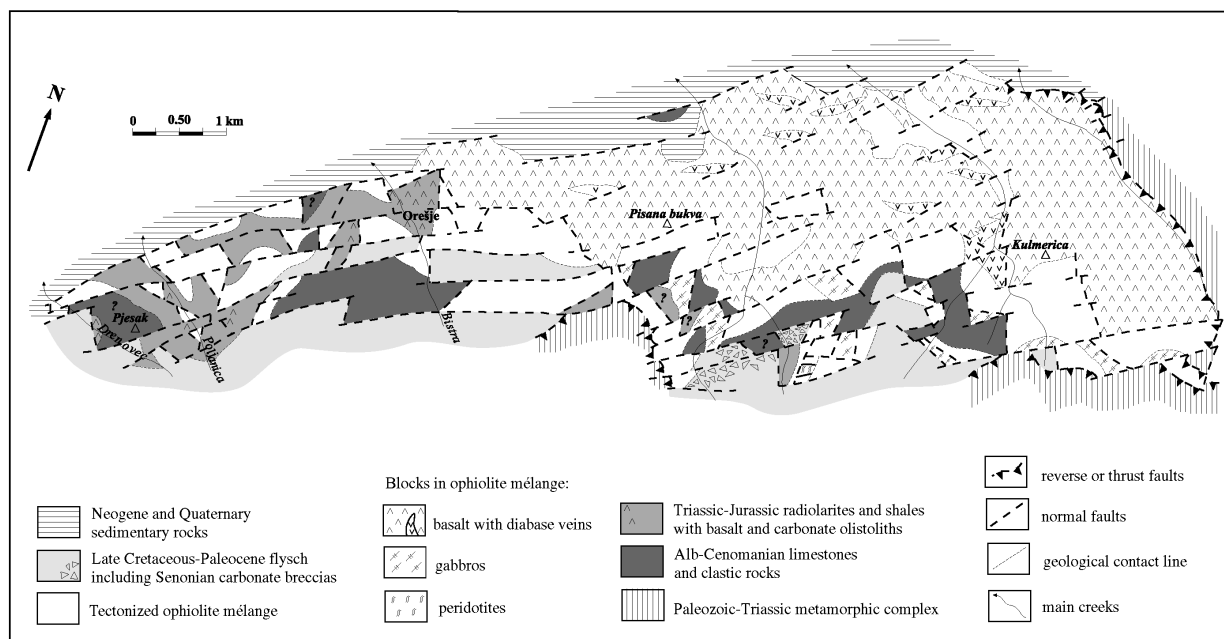 N
0 0.50 1 km
?
Orešje
Pisana bukva
Kulmerica
?
Pjesak
Drenovec
Poljanica
Bistra
?
?
?
Neogene and Quaternary
sedimentary rocks
Late Cretaceous-Paleocene flysch
including Senonian carbonate breccias
Tectonized ophiolite mélange
Blocks in ophiolite mélange:
basalt with diabase veins
gabbros
peridotites
Triassic-Jurassic radiolarites and shales
with basalt and carbonate olistoliths
Alb-Cenomanian limestones
and clastic rocks
Paleozoic-Triassic metamorphic complex
reverse or thrust faults
normal faults
geological contact line
main creeks